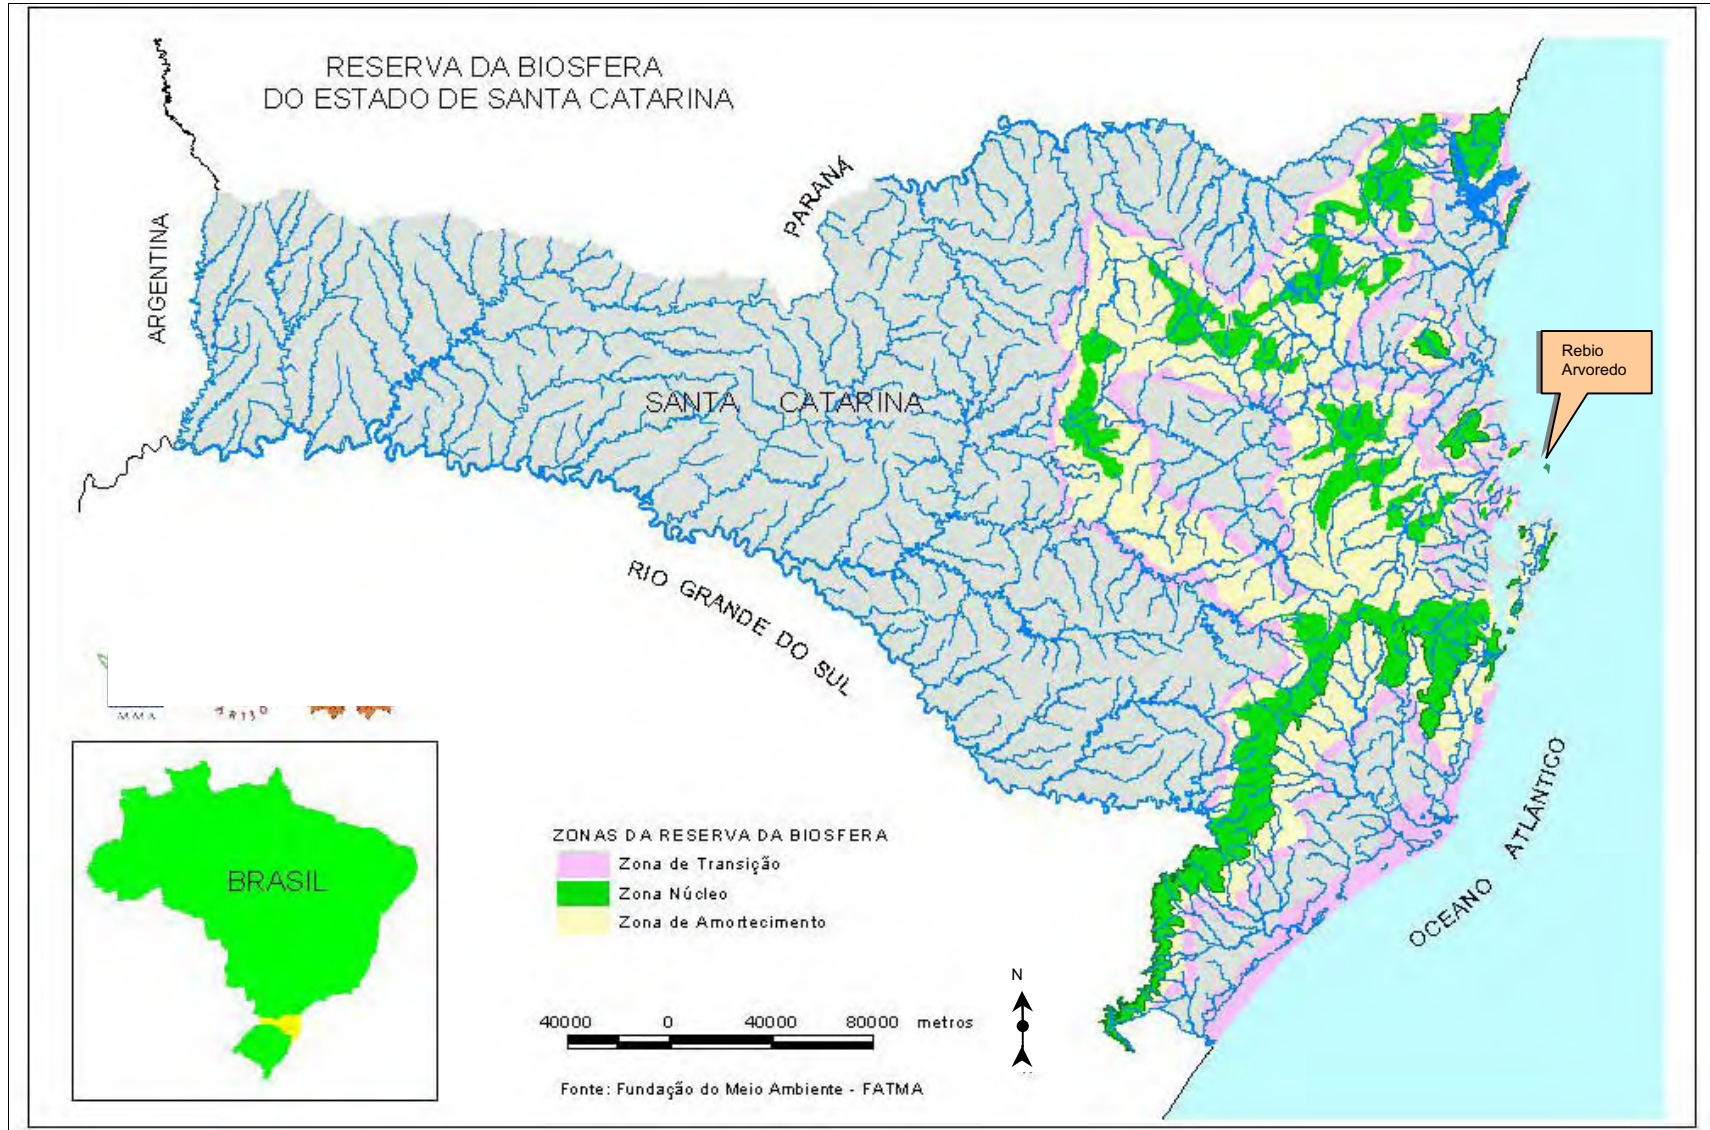 RESERVA DA BIOSFERA
DO ESTADO DE SANTA CATARINA
PARANÁ
ARGENTINA
Rebio
Arvoredo
SANTA CATARINA
RIO GRANDE DO SUL
MMA
BRASIL
OCEANO ATLÂNTICO
ZONAS DA RESERVA DA BIOSFERA
Zona de Transição
Zona Núcleo
Zona de Amortecimento
N
40000 0 40000 80000 metros
Fonte: Fundação do Meio Ambiente - FATMA